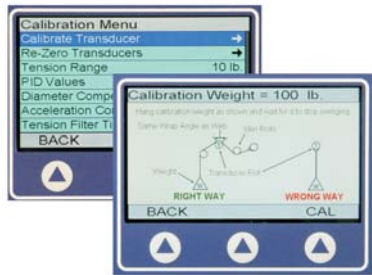 Calibration Menu
Calibrate Transducer
Re-Zero Transducers
Tension Range 10 lb.
PID Values
Diameter Compe
Acceleration Co
Tension Filter Ti
BACK
Calibration Weight = 100 lb.
Hang calibration weight as shown and wait for it to stop swinging.
Same Wrap Angle as Web
Idler Rolls
Weight
Transducer Roll
RIGHT WAY
WRONG WAY
BACK CAL